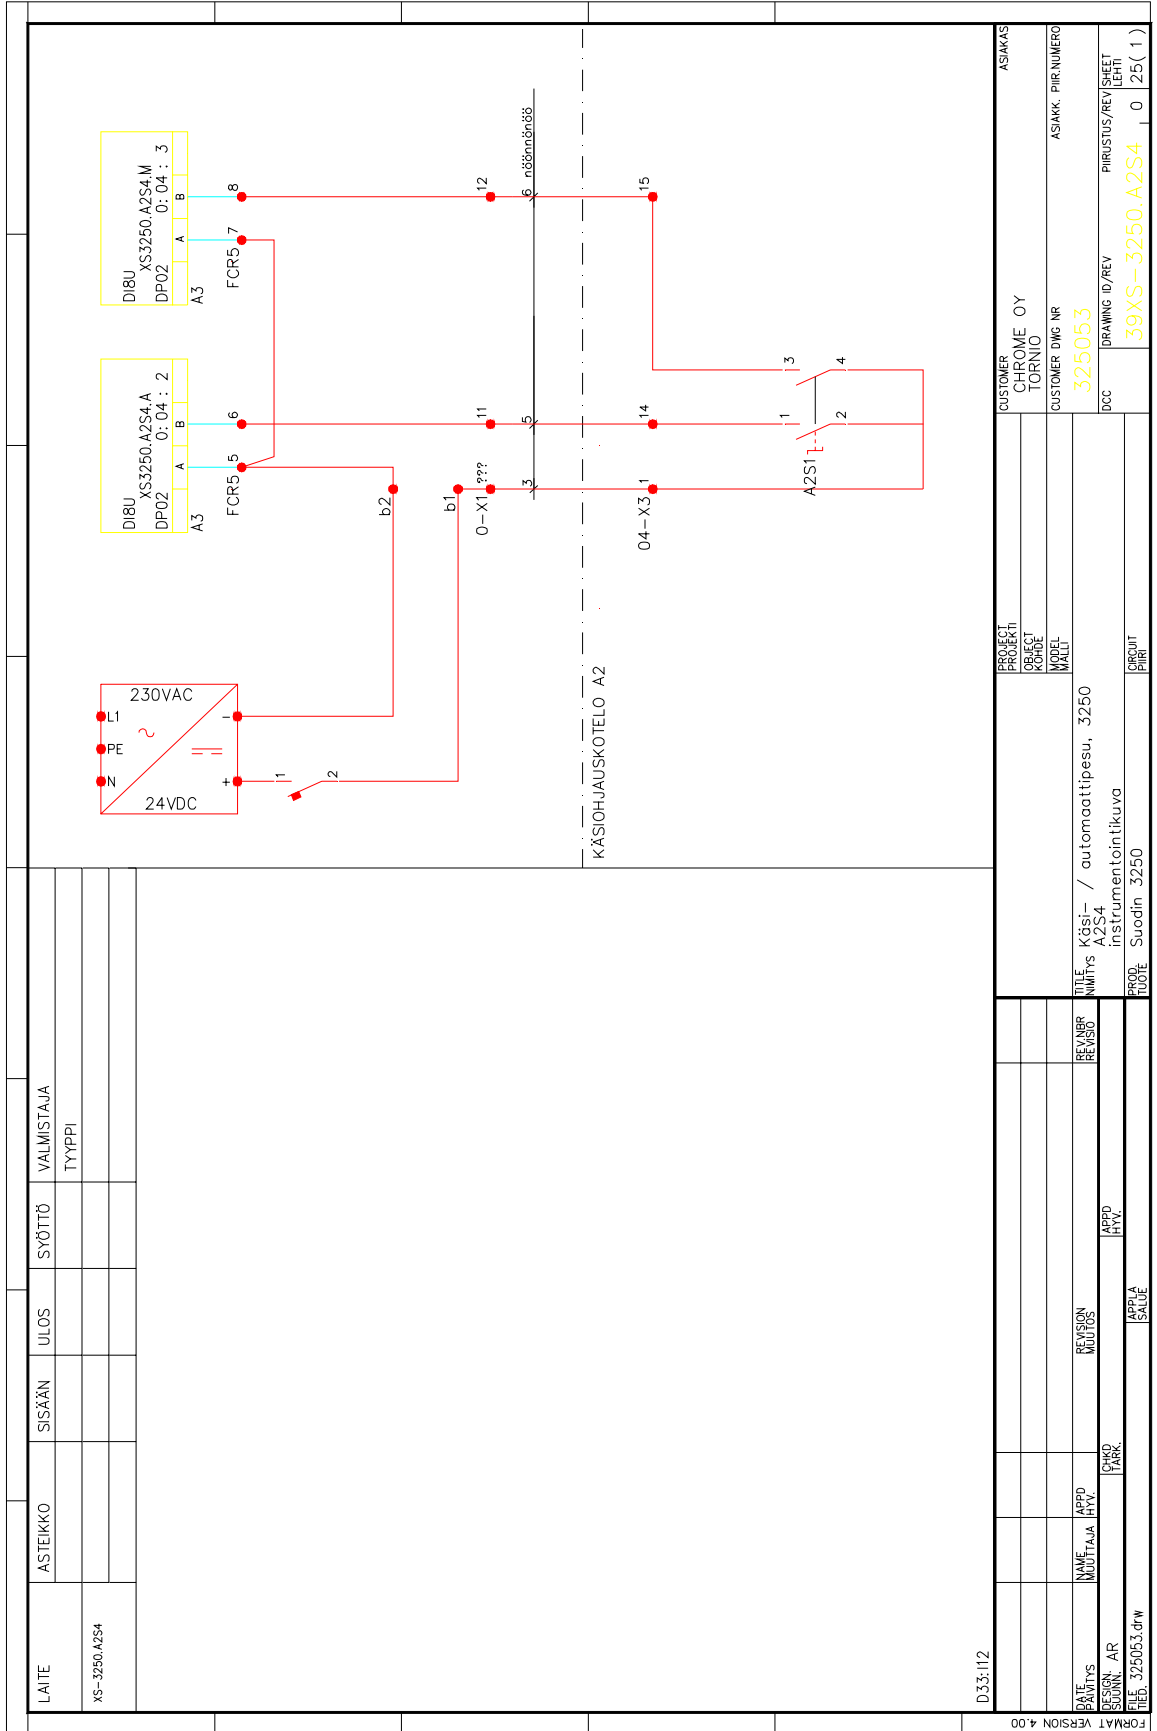 LAITE
ASTEIKKO
SISÄÄN
ULOS
SYÖTTÖ
VALMISTAJA
TYYPPI
XS-3250.A2S4
230VAC
L1
PE
N
-
+
24VDC
1
2
DI8U
XS3250.A2S4.A
DP02
0: 04 : 2
A
B
A3
FCR5
5
6
DI8U
XS3250.A2S4.M
DP02
0: 04 : 3
A
B
A3
FCR5
7
8
b2
b1
0-X1
???
11
12
3
5
6
nöönnönöö
KÄSIOHJAUSKOTELO A2
04-X3
1
14
15
A2S1
1
2
3
4
D33:I12
FORMAT VERSION 4.00
DATE
PÄIVITYS
NAME
MUUTTAJA
APPD
HYV.
REVISION
MUUTOS
REV.NBR
REVISIO
DESIGN.
SUUNN.
AR
CHKD
TARK.
APPD
HYV.
FILE
TIED.
325053.drw
APPLA
SALUE
PROJECT
PROJEKTI
OBJECT
KOHDE
MODEL
MALLI
TITLE
NIMITYS
Käsi- / automaattipesu, 3250
A2S4
instrumentointikuva
PROD.
TUOTE
Suodin 3250
CIRCUIT
PIIRI
CUSTOMER
ASIAKAS
CHROME OY
TORNIO
CUSTOMER DWG NR
ASIAKK. PIIR.NUMERO
325053
DCC
DRAWING ID/REV
PIIRUSTUS/REV
39XS-3250.A2S4
0
SHEET
LEHTI
25( 1 )